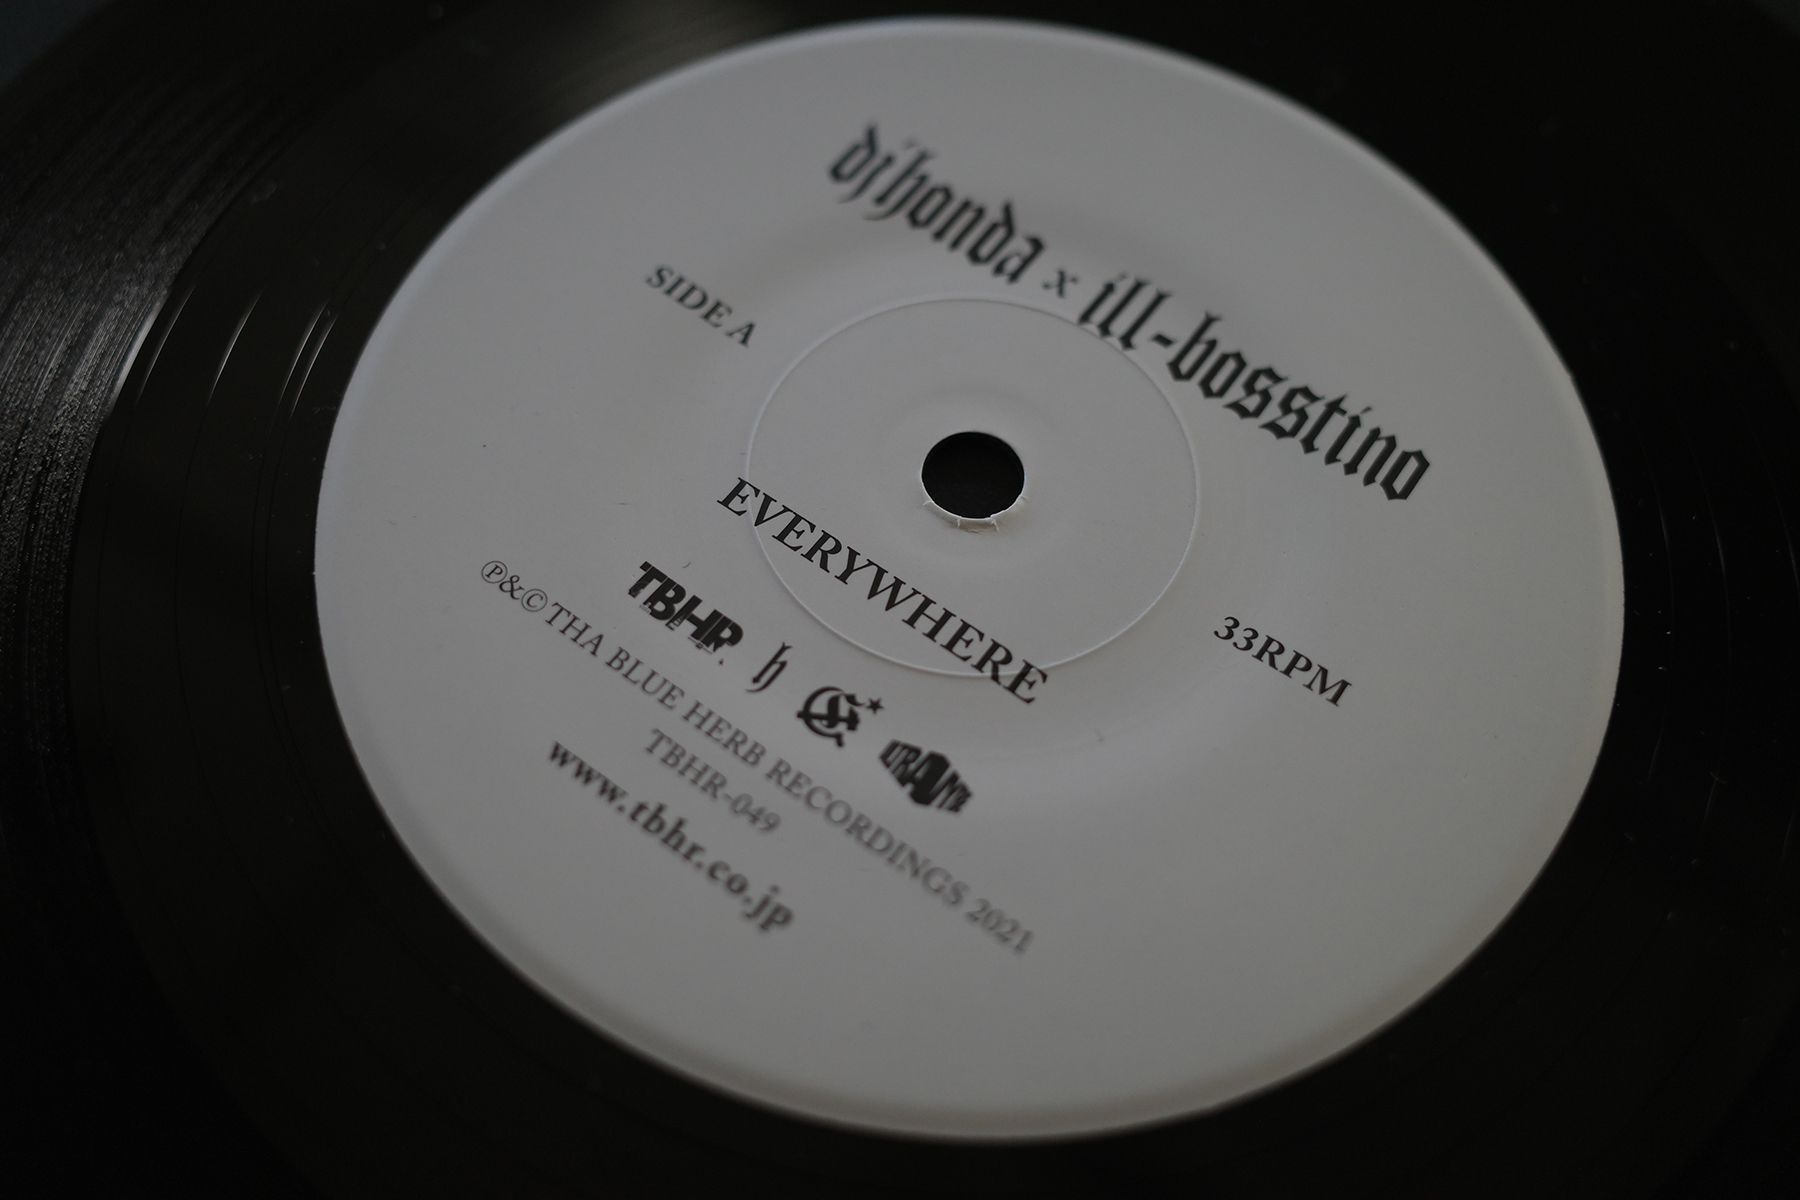 dj honda x ill-bosstino
SIDE A
33RPM
EVERYWHERE
TBHR
h
℗&© THA BLUE HERB RECORDINGS 2021
TBHR-049
www.tbhr.co.jp